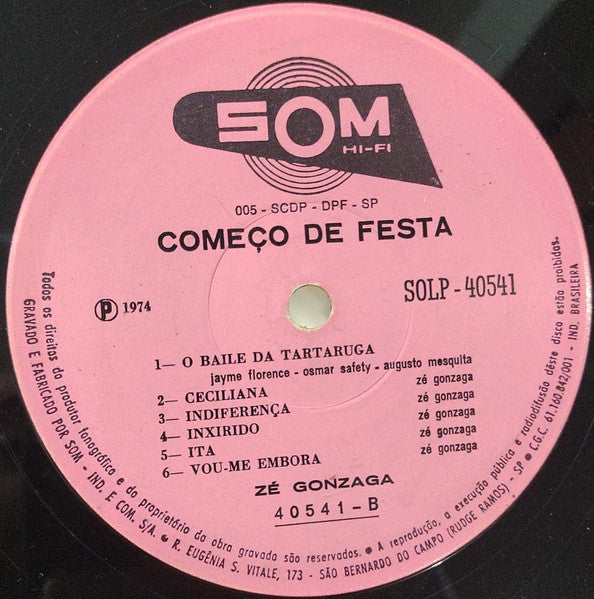 SOM
HI-FI
005 - SCDP - DPF - SP
COMEÇO DE FESTA
Ⓟ 1974
SOLP - 40541
1— O BAILE DA TARTARUGA
jayme florence - osmar safety - augusto mesquita
2— CECILIANA zé gonzaga
3— INDIFERENÇA zé gonzaga
4— INXIRIDO zé gonzaga
5— ITA zé gonzaga
6— VOU-ME EMBORA zé gonzaga
ZÉ GONZAGA
40541-B
Todos os direitos do produtor fonográfico e do proprietário da obra gravada são reservados. ● A reprodução, a execução pública e radiodifusão dêste disco estão proibidas.
GRAVADO E FABRICADO POR SOM - IND. E COM. S/A. ● R. EUGÊNIA S. VITALE, 173 - SÃO BERNARDO DO CAMPO (RUDGE RAMOS) - SP ● C.G.C. 61.160.842/001 - IND. BRASILEIRA